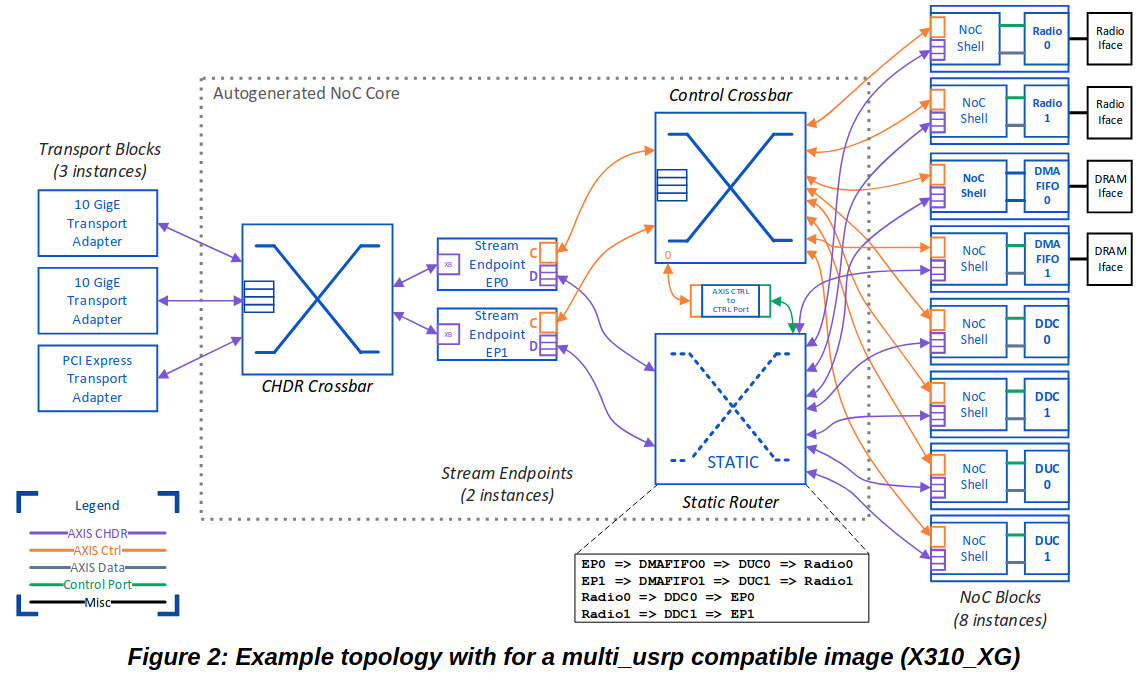 Autogenerated NoC Core
Transport Blocks
(3 instances)
10 GigE
Transport
Adapter
10 GigE
Transport
Adapter
PCI Express
Transport
Adapter
CHDR Crossbar
XB
Stream
Endpoint
EP0
C
D
XB
Stream
Endpoint
EP1
C
D
Stream Endpoints
(2 instances)
Control Crossbar
0
AXIS CTRL
to
CTRL Port
STATIC
Static Router
EP0 => DMAFIFO0 => DUC0 => Radio0
EP1 => DMAFIFO1 => DUC1 => Radio1
Radio0 => DDC0 => EP0
Radio1 => DDC1 => EP1
NoC
Shell
Radio
0
Radio
Iface
NoC
Shell
Radio
1
Radio
Iface
NoC
Shell
DMA
FIFO
0
DRAM
Iface
NoC
Shell
DMA
FIFO
1
DRAM
Iface
NoC
Shell
DDC
0
NoC
Shell
DDC
1
NoC
Shell
DUC
0
NoC
Shell
DUC
1
NoC Blocks
(8 instances)
Legend
AXIS CHDR
AXIS Ctrl
AXIS Data
Control Port
Misc
Figure 2: Example topology with for a multi_usrp compatible image (X310_XG)